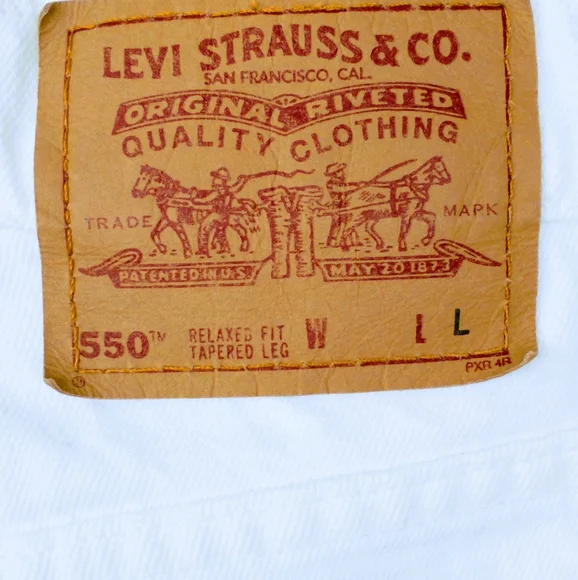 LEVI STRAUSS & CO.
SAN FRANCISCO, CAL.
ORIGINAL RIVETED
QUALITY CLOTHING
TRADE MARK
PATENTED IN U.S. MAY 20 1873
550™ RELAXED FIT W L L
TAPERED LEG
® PXR 4R